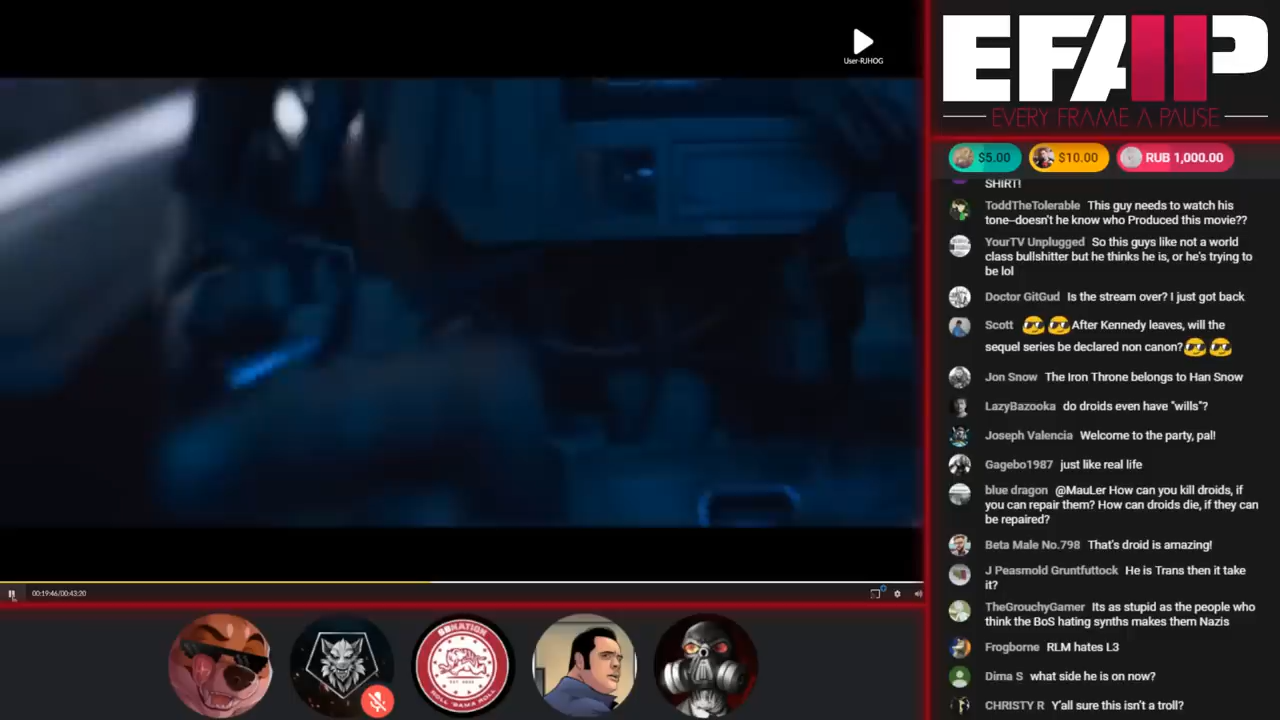 User-RJHOG
EFAP
EVERY FRAME A PAUSE
$5.00
$10.00
RUB 1,000.00
SHIRT!
ToddTheTolerable This guy needs to watch his
tone--doesn't he know who Produced this movie??
YourTV Unplugged So this guys like not a world
class bullshitter but he thinks he is, or he's trying to
be lol
Doctor GitGud Is the stream over? I just got back
Scott 😎😎After Kennedy leaves, will the
sequel series be declared non canon?😎😎
Jon Snow The Iron Throne belongs to Han Snow
LazyBazooka do droids even have "wills"?
Joseph Valencia Welcome to the party, pal!
Gagebo1987 just like real life
blue dragon @MauLer How can you kill droids, if
you can repair them? How can droids die, if they can
be repaired?
Beta Male No.798 That's droid is amazing!
J Peasmold Gruntfuttock He is Trans then it take
it?
TheGrouchyGamer Its as stupid as the people who
think the BoS hating synths makes them Nazis
Frogborne RLM hates L3
Dima S what side he is on now?
CHRISTY R Y'all sure this isn't a troll?
00:19:46/00:43:20
NATION
ROLL 'BAMA ROLL